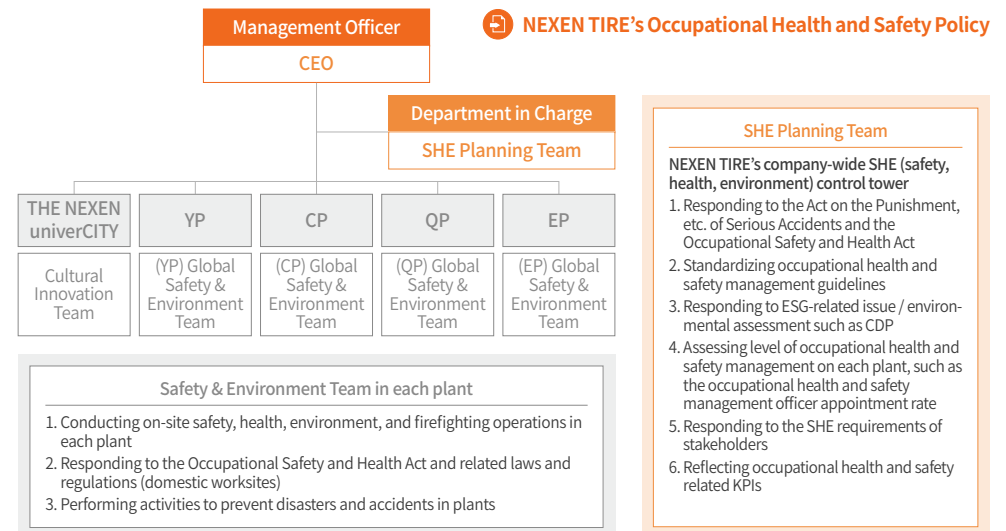 Management Officer
CEO
NEXEN TIRE’s Occupational Health and Safety Policy
Department in Charge
SHE Planning Team
THE NEXEN
univerCITY
YP
CP
QP
EP
Cultural
Innovation
Team
(YP) Global
Safety &
Environment
Team
(CP) Global
Safety &
Environment
Team
(QP) Global
Safety &
Environment
Team
(EP) Global
Safety &
Environment
Team
Safety & Environment Team in each plant
1. Conducting on-site safety, health, environment, and firefighting operations in
each plant
2. Responding to the Occupational Safety and Health Act and related laws and
regulations (domestic worksites)
3. Performing activities to prevent disasters and accidents in plants
SHE Planning Team
NEXEN TIRE’s company-wide SHE (safety,
health, environment) control tower
1. Responding to the Act on the Punishment,
etc. of Serious Accidents and the
Occupational Safety and Health Act
2. Standardizing occupational health and
safety management guidelines
3. Responding to ESG-related issue / environ-
mental assessment such as CDP
4. Assessing level of occupational health and
safety management on each plant, such as
the occupational health and safety
management officer appointment rate
5. Responding to the SHE requirements of
stakeholders
6. Reflecting occupational health and safety
related KPIs